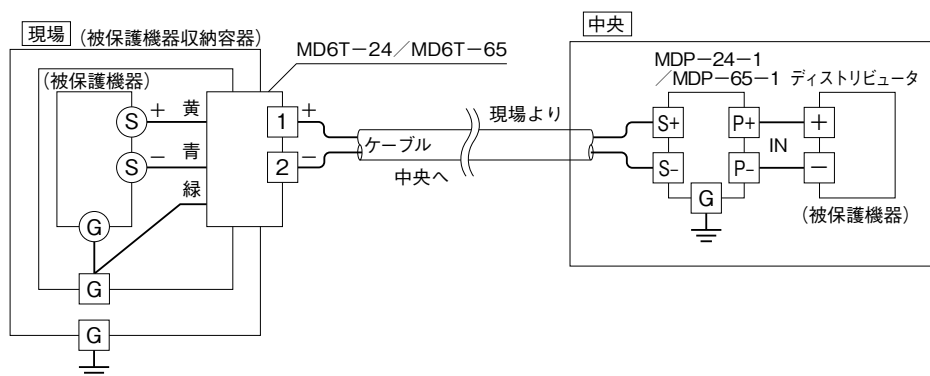 現場 (被保護機器収納容器)
MD6T-24／MD6T-65
(被保護機器)
S + 黄
S - 青
緑
G
G
G
1 +
2 -
ケーブル
現場より
中央へ
中央
MDP-24-1
／MDP-65-1 ディストリビュータ
S+ P+ +
IN
S- P- -
G
(被保護機器)